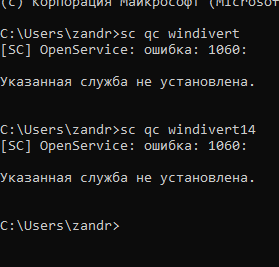 (c) Корпорация Майкрософт (Microsof
C:\Users\zandr>sc qc windivert
[SC] OpenService: ошибка: 1060:
Указанная служба не установлена.
C:\Users\zandr>sc qc windivert14
[SC] OpenService: ошибка: 1060:
Указанная служба не установлена.
C:\Users\zandr>